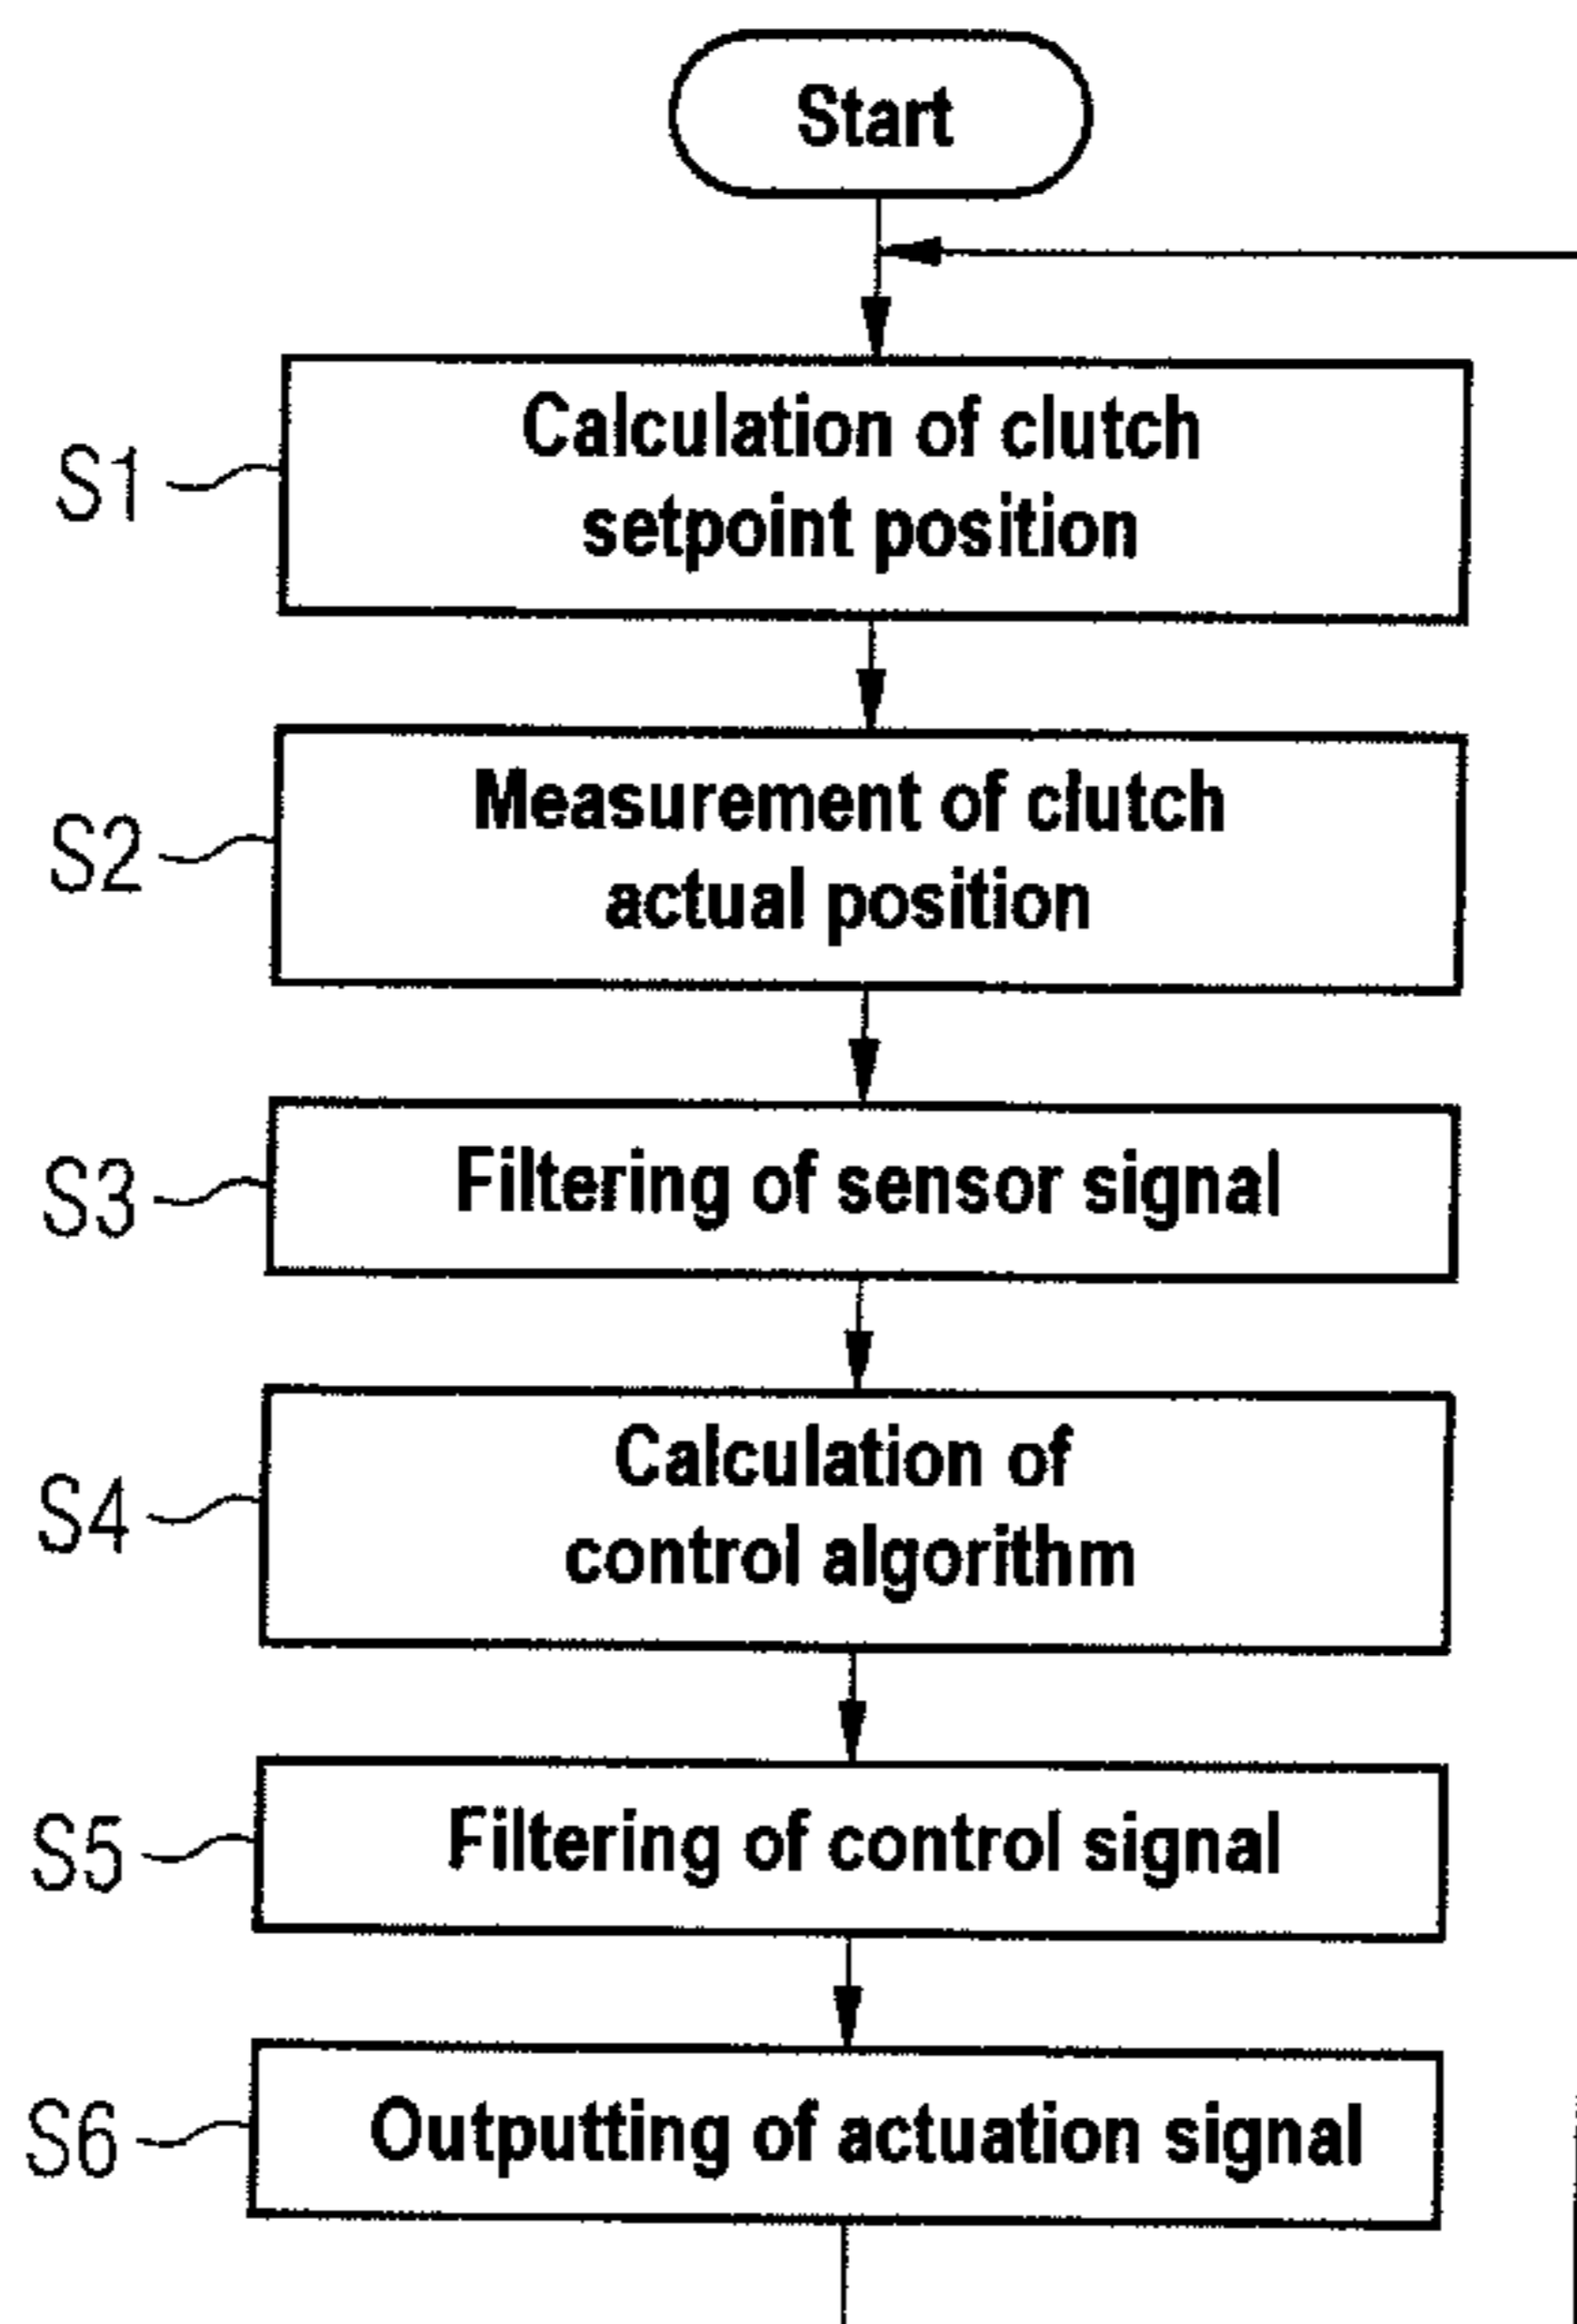 Start
S1
Calculation of clutch
setpoint position
S2
Measurement of clutch
actual position
S3
Filtering of sensor signal
S4
Calculation of
control algorithm
S5
Filtering of control signal
S6
Outputting of actuation signal